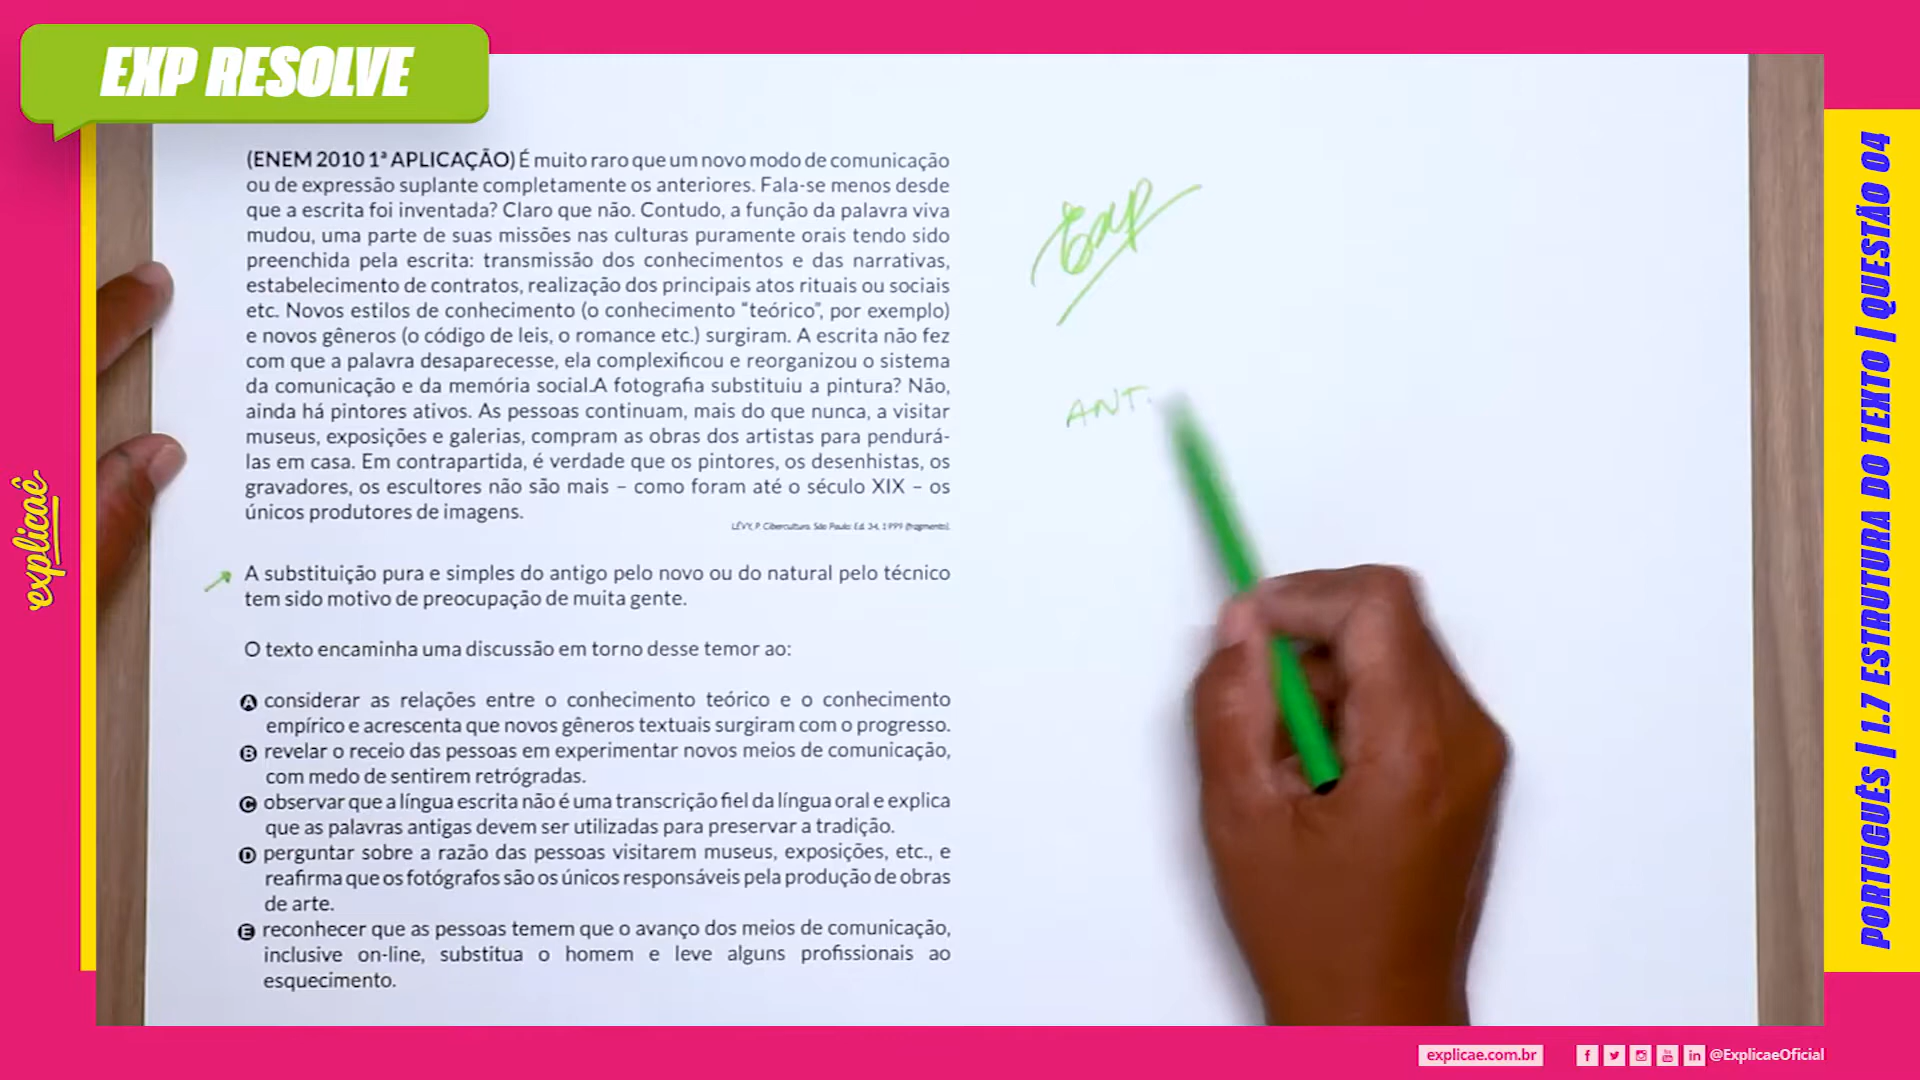 EXP RESOLVE
(ENEM 2010 1ª APLICAÇÃO) É muito raro que um novo modo de comunicação
ou de expressão suplante completamente os anteriores. Fala-se menos desde
que a escrita foi inventada? Claro que não. Contudo, a função da palavra viva
mudou, uma parte de suas missões nas culturas puramente orais tendo sido
preenchida pela escrita: transmissão dos conhecimentos e das narrativas,
estabelecimento de contratos, realização dos principais atos rituais ou sociais
etc. Novos estilos de conhecimento (o conhecimento “teórico”, por exemplo)
e novos gêneros (o código de leis, o romance etc.) surgiram. A escrita não fez
com que a palavra desaparecesse, ela complexificou e reorganizou o sistema
da comunicação e da memória social.A fotografia substituiu a pintura? Não,
ainda há pintores ativos. As pessoas continuam, mais do que nunca, a visitar
museus, exposições e galerias, compram as obras dos artistas para pendurá-
las em casa. Em contrapartida, é verdade que os pintores, os desenhistas, os
gravadores, os escultores não são mais – como foram até o século XIX – os
únicos produtores de imagens.
LÉVY, P. Cibercultura. São Paulo: Ed. 34, 1999 (fragmento).
A substituição pura e simples do antigo pelo novo ou do natural pelo técnico
tem sido motivo de preocupação de muita gente.
O texto encaminha uma discussão em torno desse temor ao:
A considerar as relações entre o conhecimento teórico e o conhecimento
empírico e acrescenta que novos gêneros textuais surgiram com o progresso.
B revelar o receio das pessoas em experimentar novos meios de comunicação,
com medo de sentirem retrógradas.
C observar que a língua escrita não é uma transcrição fiel da língua oral e explica
que as palavras antigas devem ser utilizadas para preservar a tradição.
D perguntar sobre a razão das pessoas visitarem museus, exposições, etc., e
reafirma que os fotógrafos são os únicos responsáveis pela produção de obras
de arte.
E reconhecer que as pessoas temem que o avanço dos meios de comunicação,
inclusive on-line, substitua o homem e leve alguns profissionais ao
esquecimento.
Exp
ANT.
explicaê
PORTUGUÊS | 1.7 ESTRUTURA DO TEXTO | QUESTÃO 04
explicae.com.br
@ExplicaeOficial